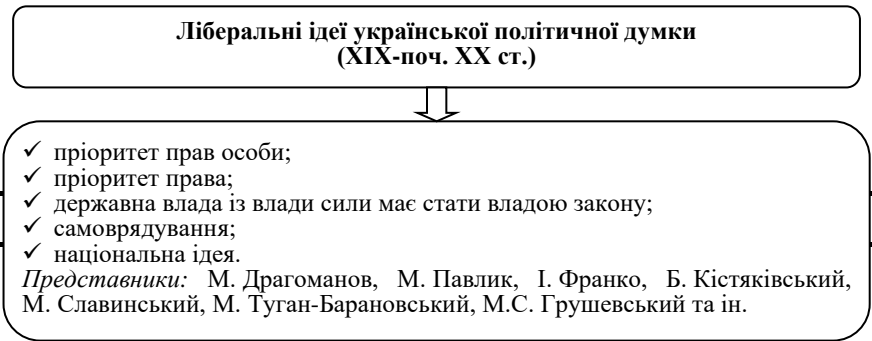 Ліберальні ідеї української політичної думки
(XIX-поч. XX ст.)
✓ пріоритет прав особи;
✓ пріоритет права;
✓ державна влада із влади сили має стати владою закону;
✓ самоврядування;
✓ національна ідея.
Представники: М. Драгоманов, М. Павлик, І. Франко, Б. Кістяківський,
М. Славинський, М. Туган-Барановський, М.С. Грушевський та ін.